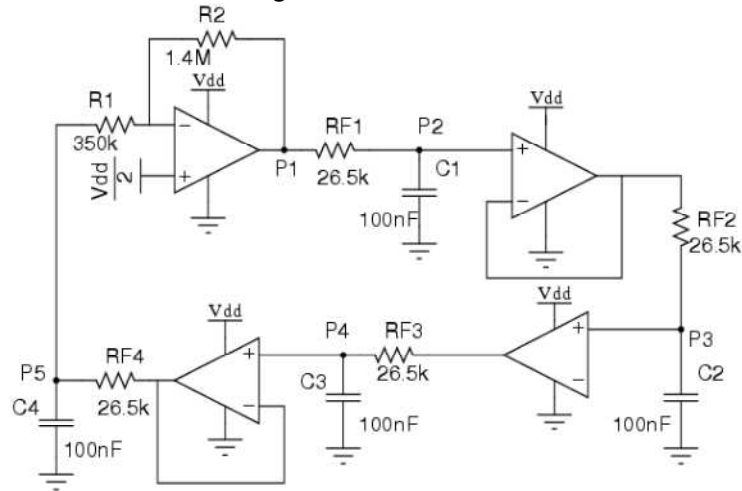 R2
1.4M
Vdd
R1
350k
−
+
Vdd
2
P1
RF1
26.5k
P2
C1
100nF
Vdd
+
−
RF2
26.5k
P3
C2
100nF
Vdd
+
−
RF3
26.5k
P4
C3
100nF
Vdd
+
−
RF4
26.5k
P5
C4
100nF